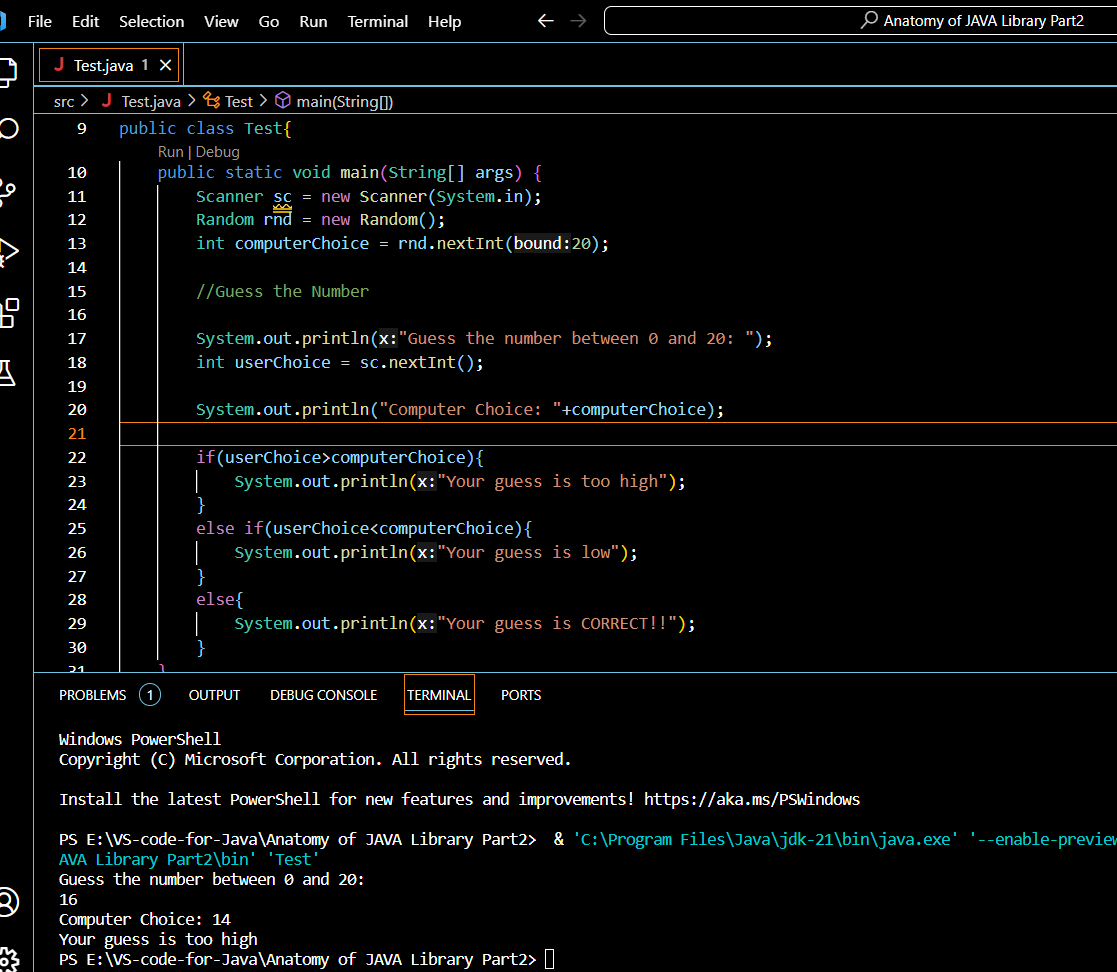 File Edit Selection View Go Run Terminal Help
Anatomy of JAVA Library Part2
J Test.java 1
src > J Test.java > Test > main(String[])
9 public class Test{
Run | Debug
10 public static void main(String[] args) {
11 Scanner sc = new Scanner(System.in);
12 Random rnd = new Random();
13 int computerChoice = rnd.nextInt(bound:20);
14
15 //Guess the Number
16
17 System.out.println(x:"Guess the number between 0 and 20: ");
18 int userChoice = sc.nextInt();
19
20 System.out.println("Computer Choice: "+computerChoice);
21
22 if(userChoice>computerChoice){
23 System.out.println(x:"Your guess is too high");
24 }
25 else if(userChoice<computerChoice){
26 System.out.println(x:"Your guess is low");
27 }
28 else{
29 System.out.println(x:"Your guess is CORRECT!!");
30 }
31 }
PROBLEMS 1 OUTPUT DEBUG CONSOLE TERMINAL PORTS
Windows PowerShell
Copyright (C) Microsoft Corporation. All rights reserved.
Install the latest PowerShell for new features and improvements! https://aka.ms/PSWindows
PS E:\VS-code-for-Java\Anatomy of JAVA Library Part2> & 'C:\Program Files\Java\jdk-21\bin\java.exe' '--enable-preview
AVA Library Part2\bin' 'Test'
Guess the number between 0 and 20:
16
Computer Choice: 14
Your guess is too high
PS E:\VS-code-for-Java\Anatomy of JAVA Library Part2>